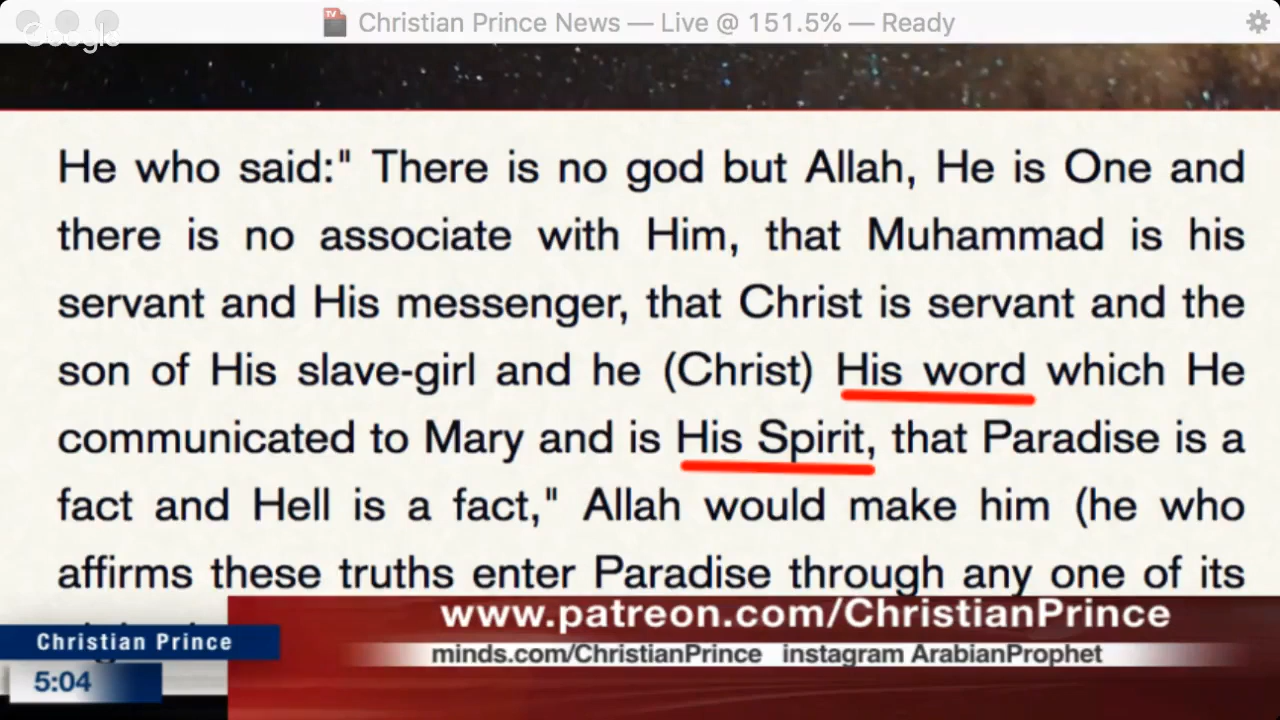 Christian Prince News — Live @ 151.5% — Ready
Google
He who said:" There is no god but Allah, He is One and
there is no associate with Him, that Muhammad is his
servant and His messenger, that Christ is servant and the
son of His slave-girl and he (Christ) His word which He
communicated to Mary and is His Spirit, that Paradise is a
fact and Hell is a fact," Allah would make him (he who
affirms these truths enter Paradise through any one of its
www.patreon.com/ChristianPrince
Christian Prince
minds.com/ChristianPrince instagram ArabianProphet
5:04